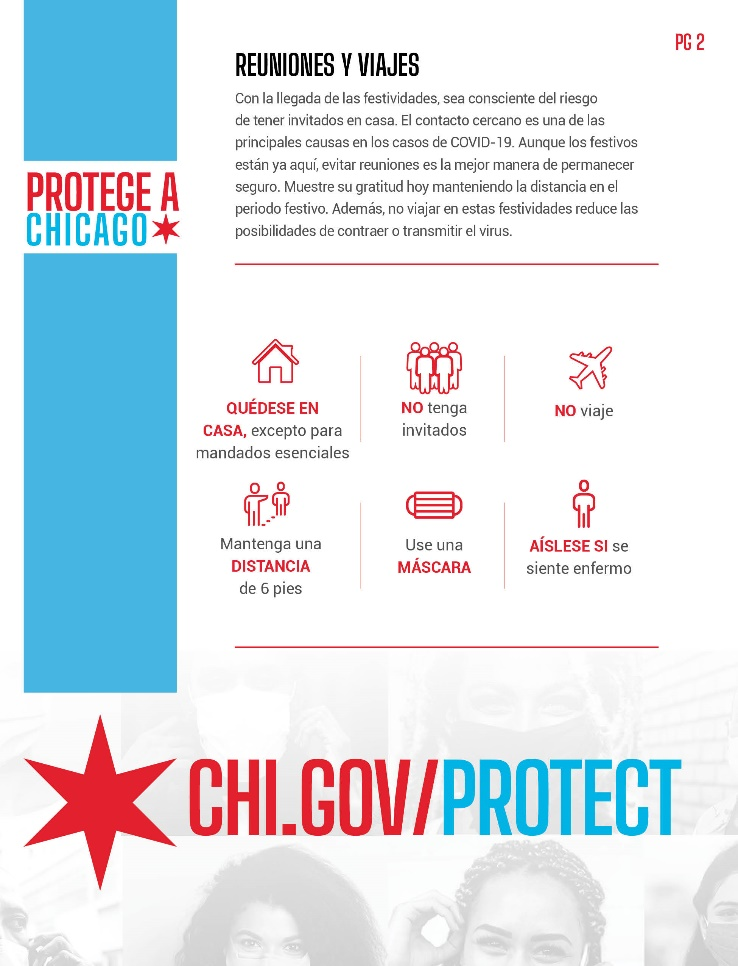 PG 2
REUNIONES Y VIAJES
Con la llegada de las festividades, sea consciente del riesgo
de tener invitados en casa. El contacto cercano es una de las
principales causas en los casos de COVID-19. Aunque los festivos
están ya aquí, evitar reuniones es la mejor manera de permanecer
seguro. Muestre su gratitud hoy manteniendo la distancia en el
periodo festivo. Además, no viajar en estas festividades reduce las
posibilidades de contraer o transmitir el virus.
PROTEGE A
CHICAGO
QUÉDESE EN
CASA, excepto para
mandados esenciales
NO tenga
invitados
NO viaje
Mantenga una
DISTANCIA
de 6 pies
Use una
MÁSCARA
AÍSLESE SI se
siente enfermo
CHI.GOV/PROTECT